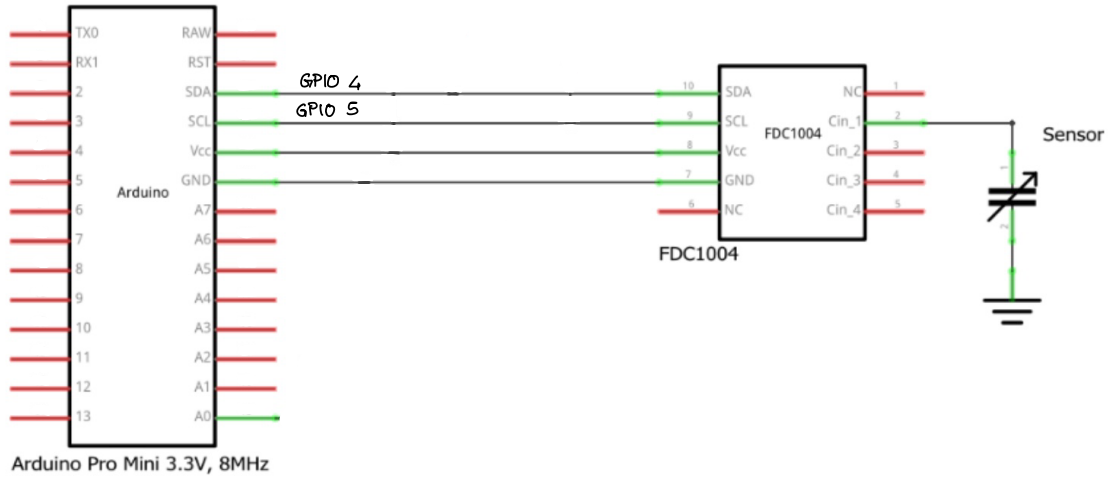 TX0
RAW
RX1
RST
2
SDA
GPIO 4
3
SCL
GPIO 5
4
Vcc
5
GND
Arduino
6
A7
7
A6
8
A5
9
A4
10
A3
11
A2
12
A1
13
A0
Arduino Pro Mini 3.3V, 8MHz
10
SDA
NC
1
9
SCL
FDC1004
Cin_1
2
8
Vcc
Cin_2
3
7
GND
Cin_3
4
6
NC
Cin_4
5
FDC1004
Sensor
1
2